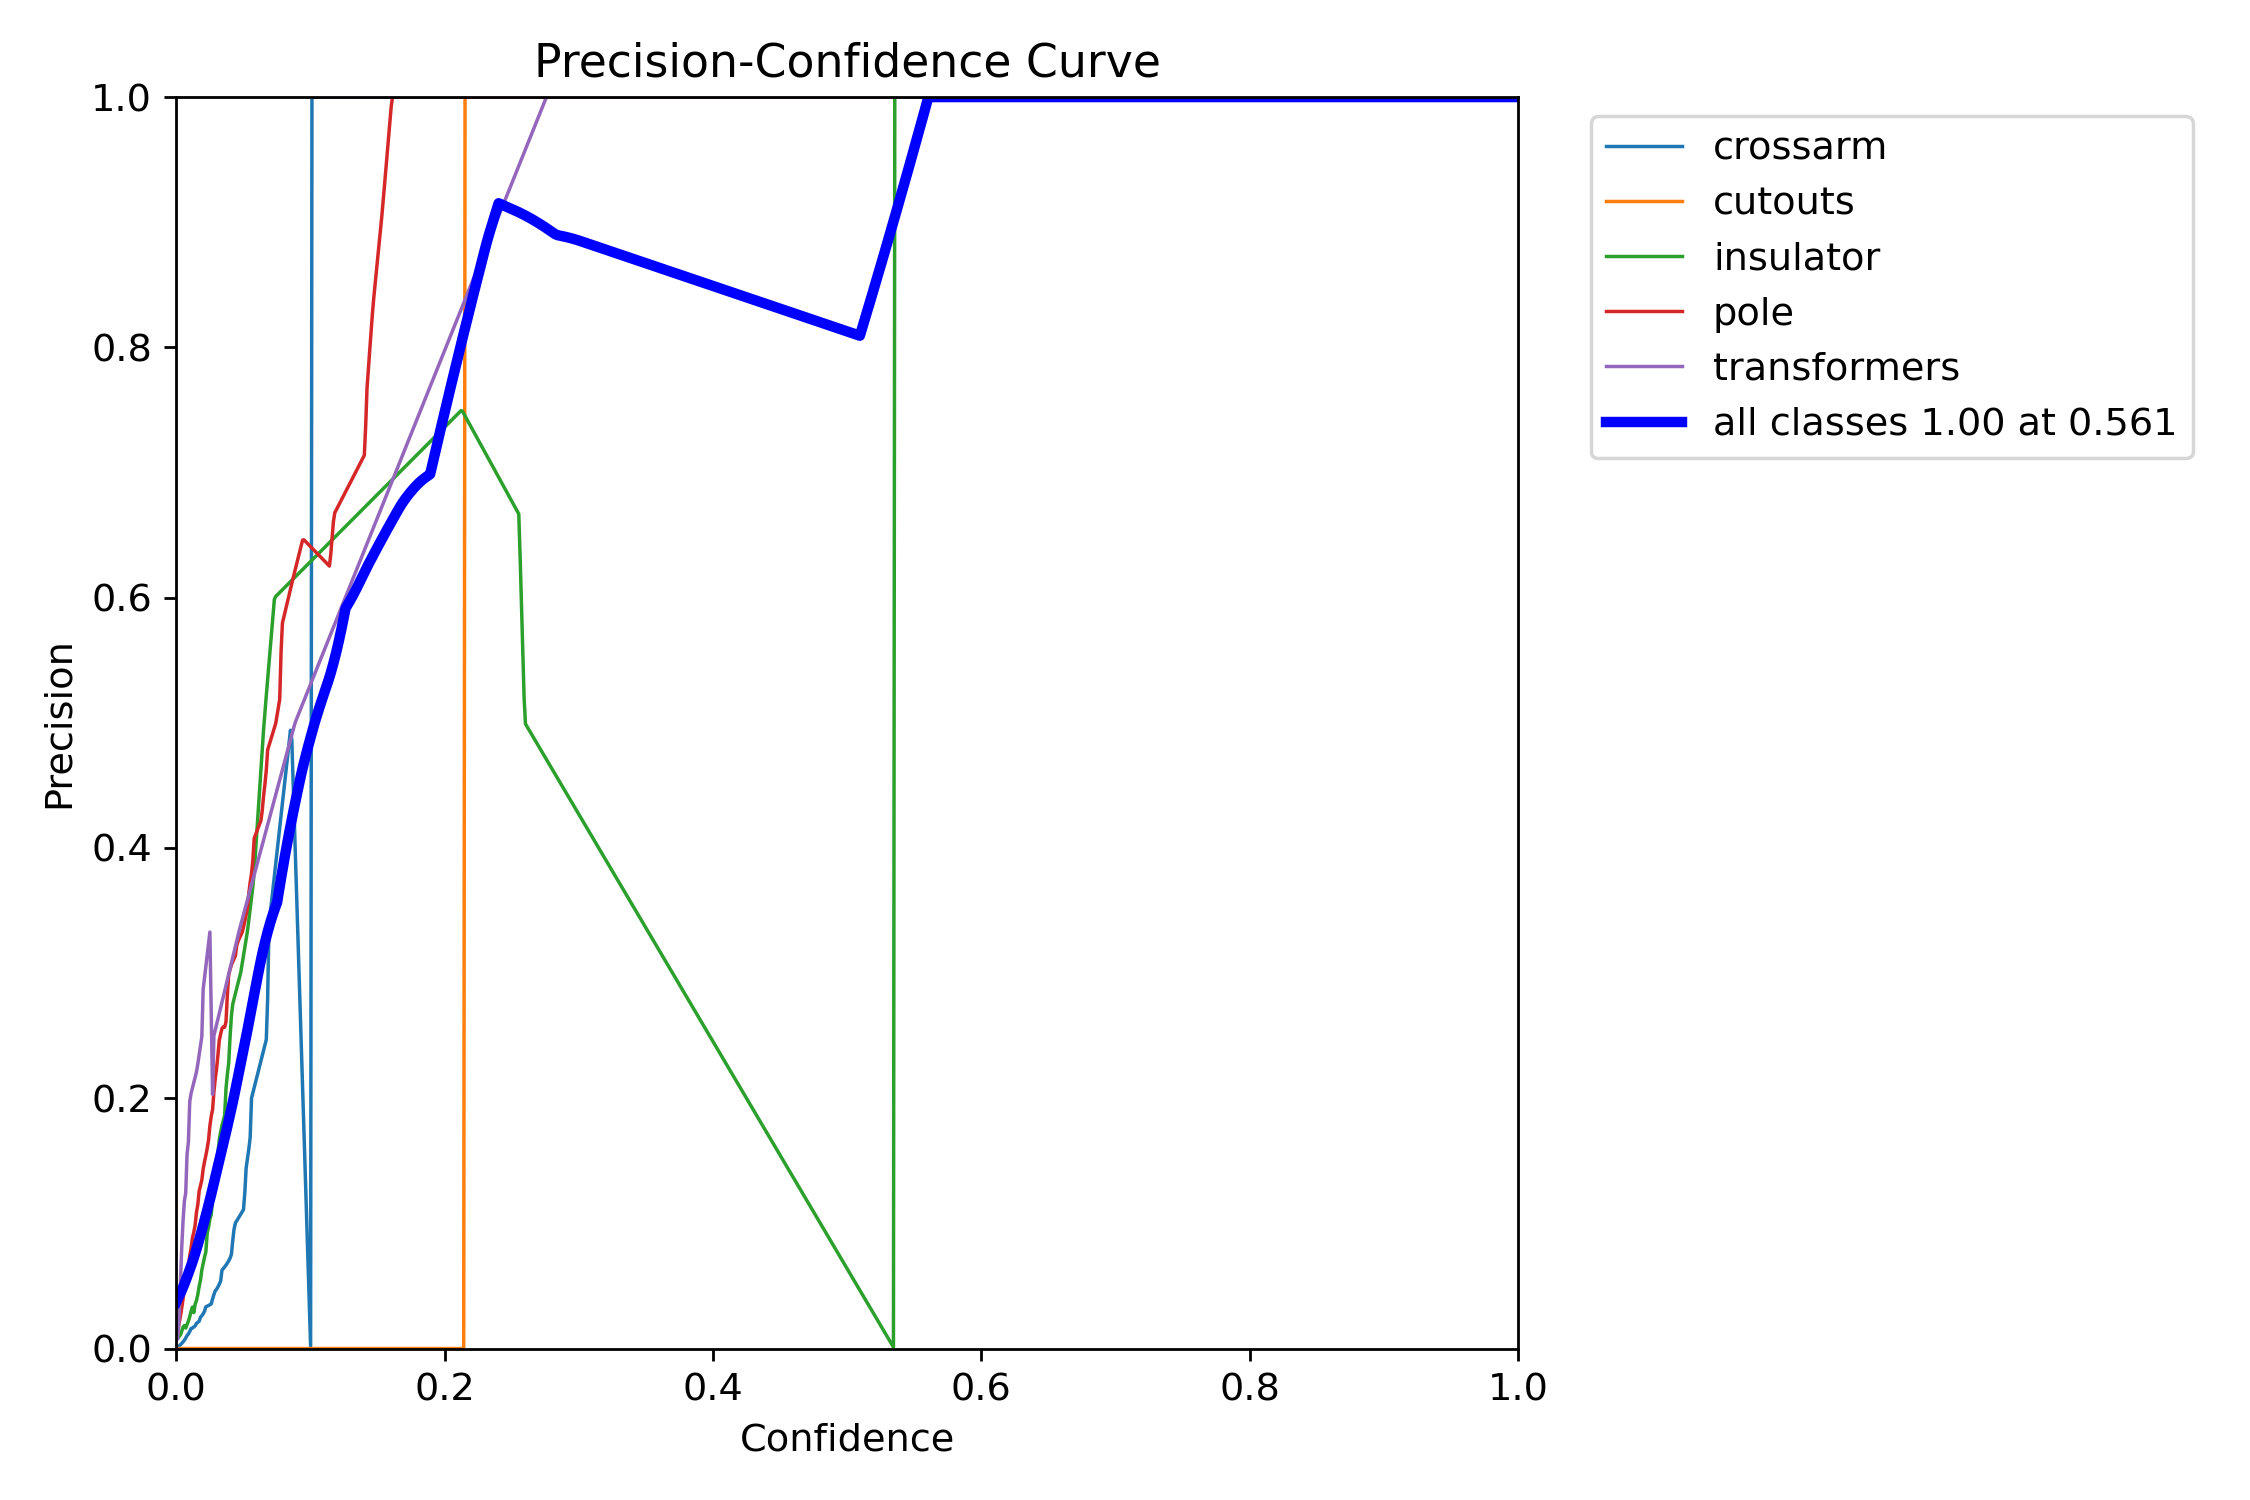 Precision-Confidence Curve
1.0
0.8
0.6
0.4
0.2
0.0
Precision
0.0 0.2 0.4 0.6 0.8 1.0
Confidence
crossarm
cutouts
insulator
pole
transformers
all classes 1.00 at 0.561